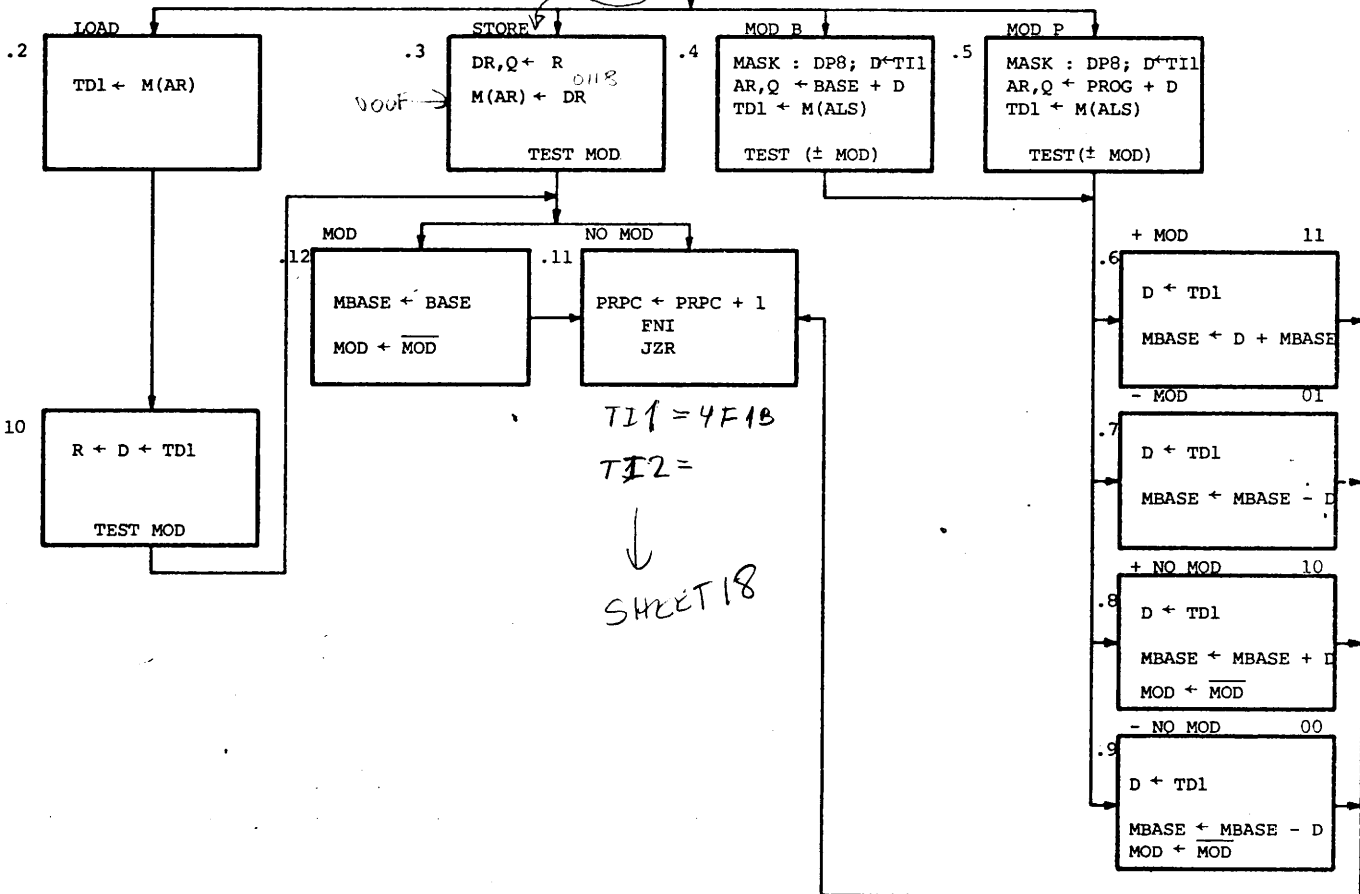 LOAD
.2
TD1 ← M(AR)
STORE
.3
DR,Q ← R
0118
M(AR) ← DR
TEST MOD
MOD B
.4
MASK : DP8; D←TI1
AR,Q ← BASE + D
TD1 ← M(ALS)
TEST (± MOD)
MOD P
.5
MASK : DP8; D←TI1
AR,Q ← PROG + D
TD1 ← M(ALS)
TEST(± MOD)
MOD
.12
MBASE ← BASE
MOD ← M̅O̅D̅
NO MOD
.11
PRPC ← PRPC + 1
FNI
JZR
TI1 = 4F1B
TI2 =
SHEET 18
10
R ← D ← TD1
TEST MOD
+ MOD 11
.6
D ← TD1
MBASE ← D + MBASE
- MOD 01
.7
D ← TD1
MBASE ← MBASE - D
+ NO MOD 10
.8
D ← TD1
MBASE ← MBASE + D
MOD ← M̅O̅D̅
- NO MOD 00
.9
D ← TD1
MBASE ← MBASE - D
MOD ← M̅O̅D̅